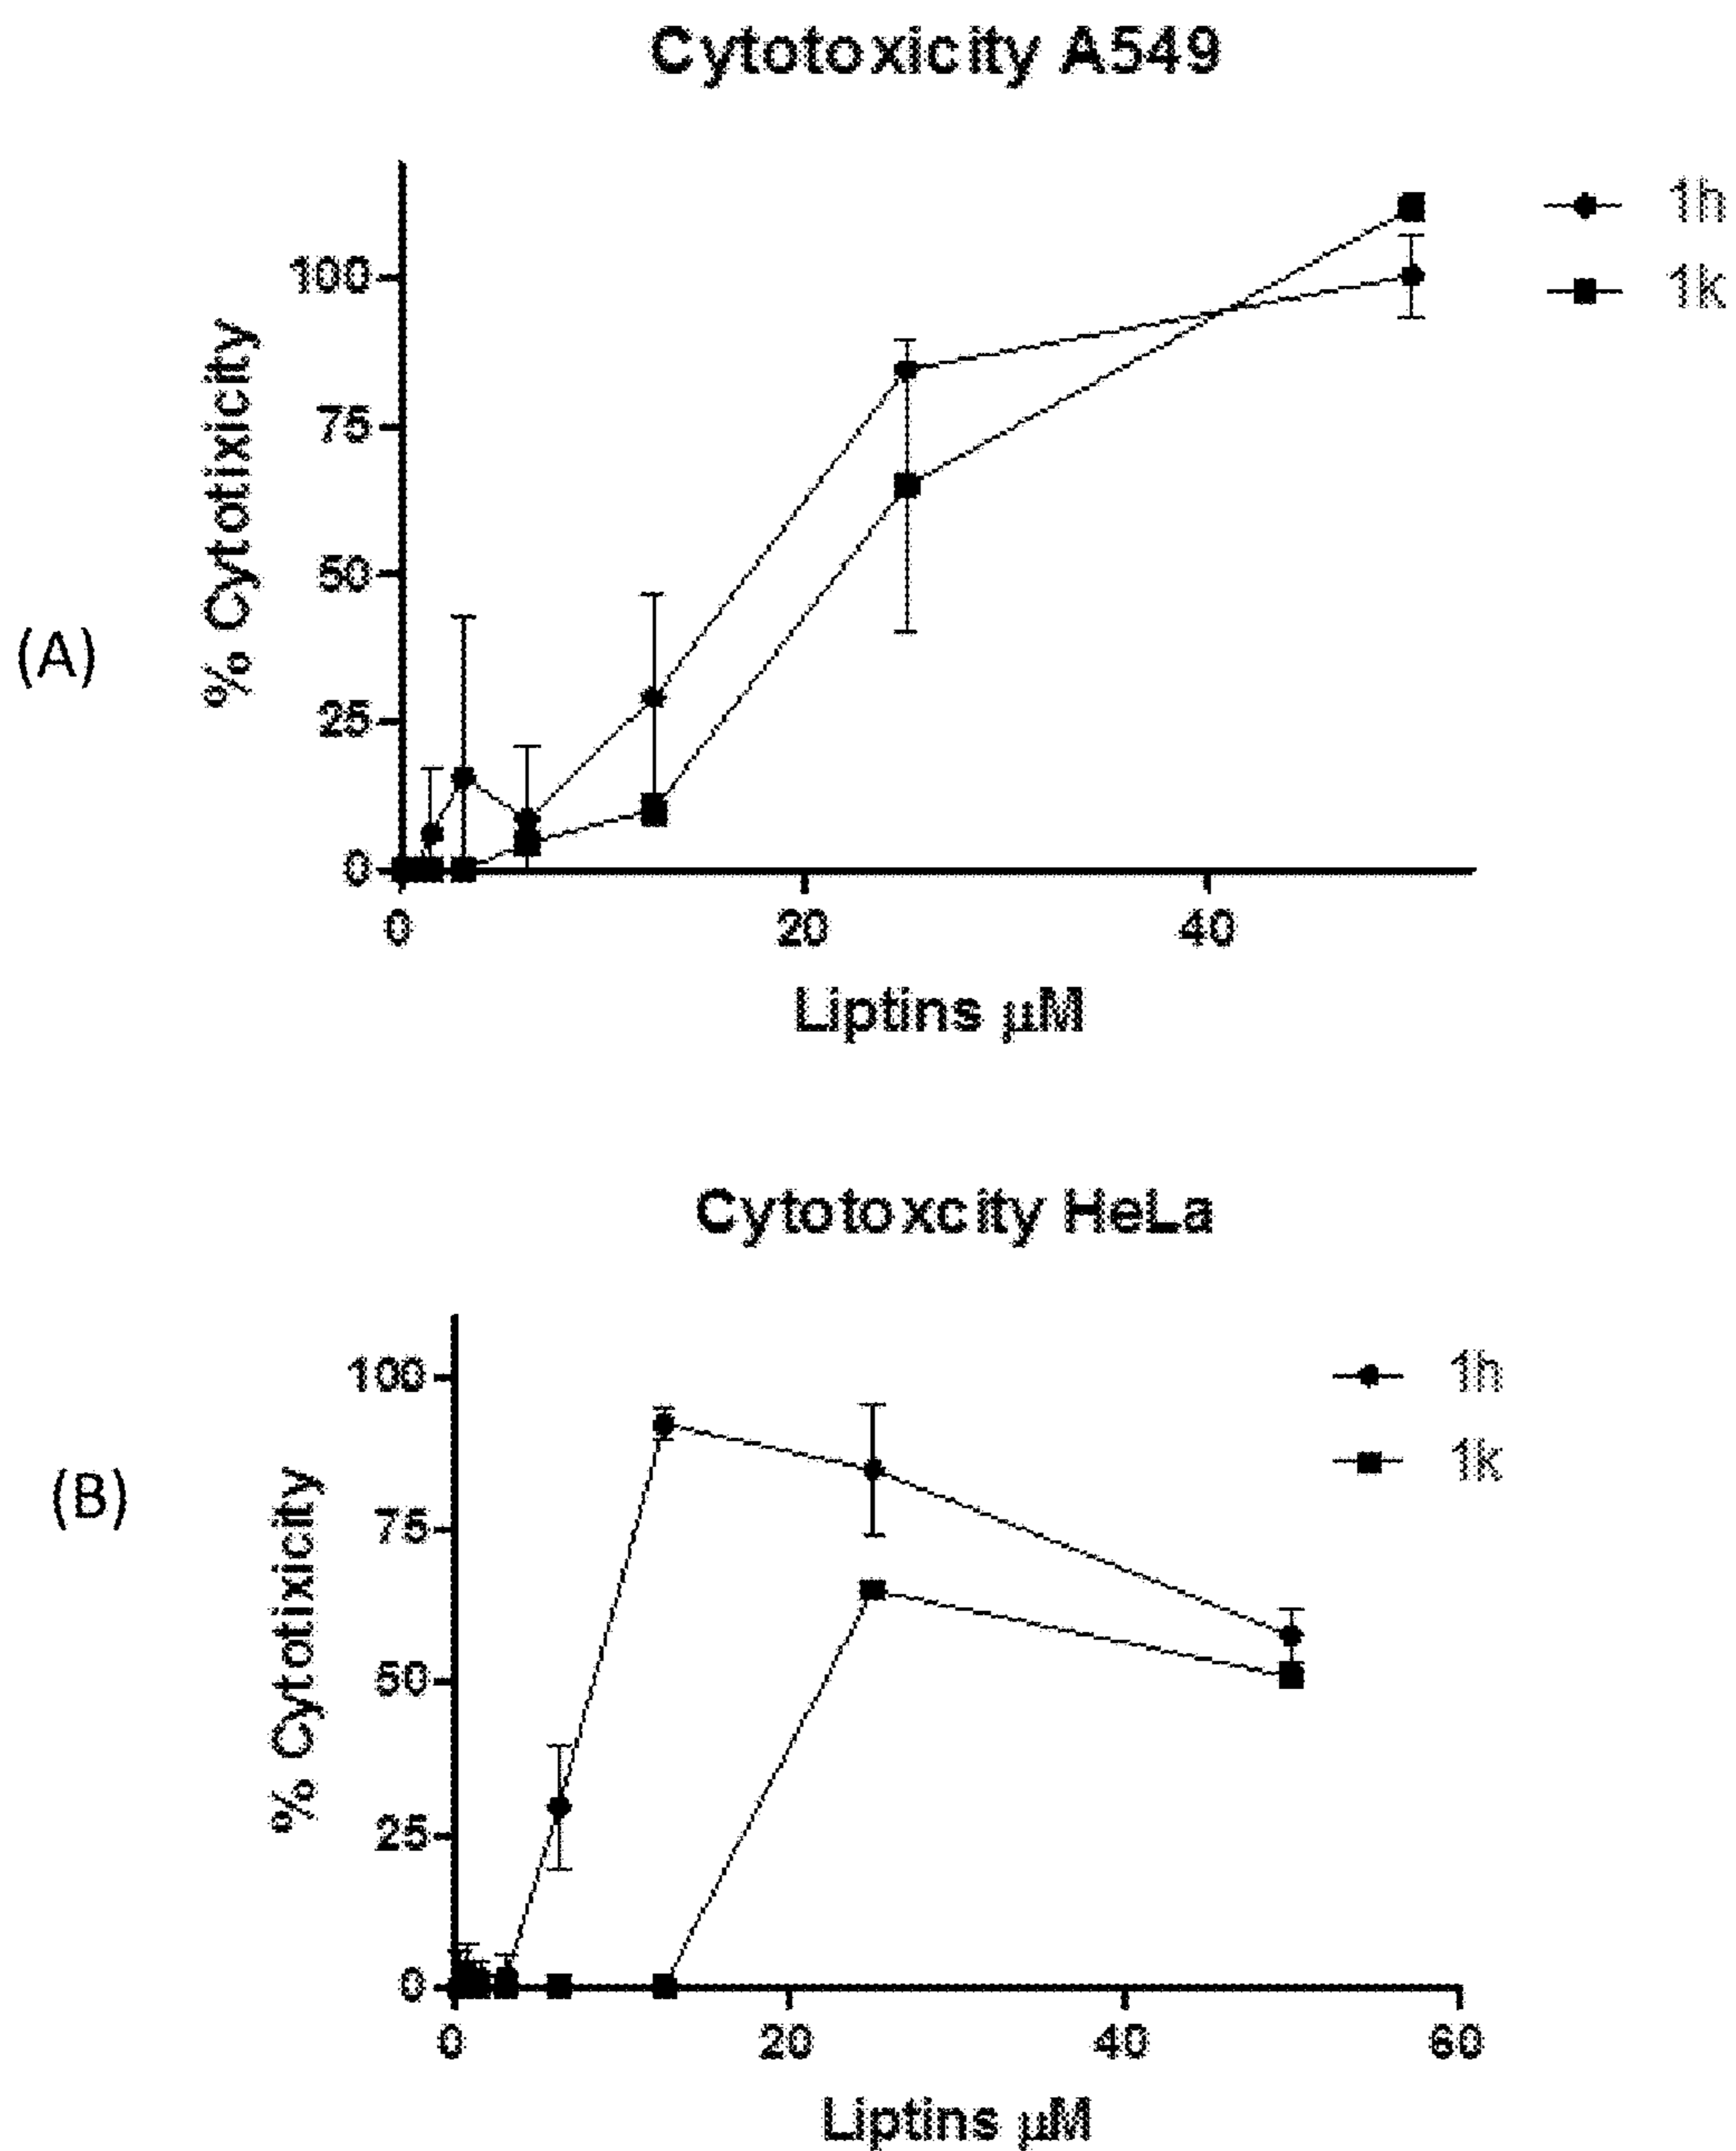 Cytotoxicity A549
1h
1k
100
75
50
25
0
% Cytotixicity
(A)
0 20 40
Liptins μM
Cytotoxcity HeLa
1h
1k
100
75
50
25
0
% Cytotixicity
(B)
0 20 40 60
Liptins μM